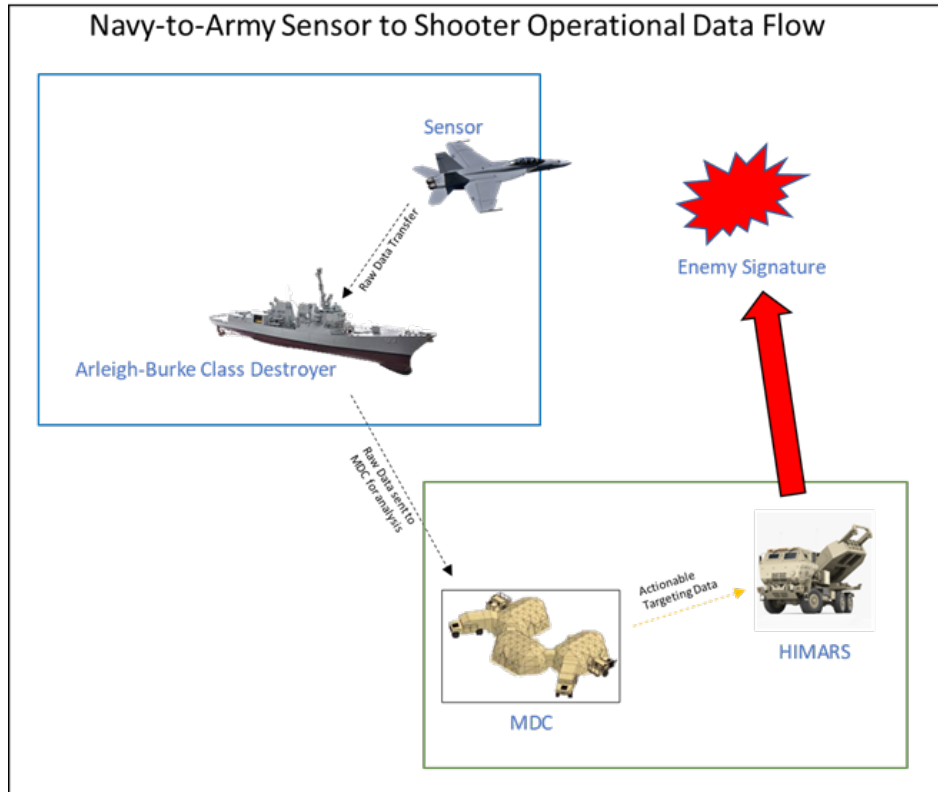 Navy-to-Army Sensor to Shooter Operational Data Flow
Sensor
Raw Data Transfer
Enemy Signature
Arleigh-Burke Class Destroyer
Raw Data sent to
MDC for analysis
Actionable
Targeting Data
HIMARS
MDC